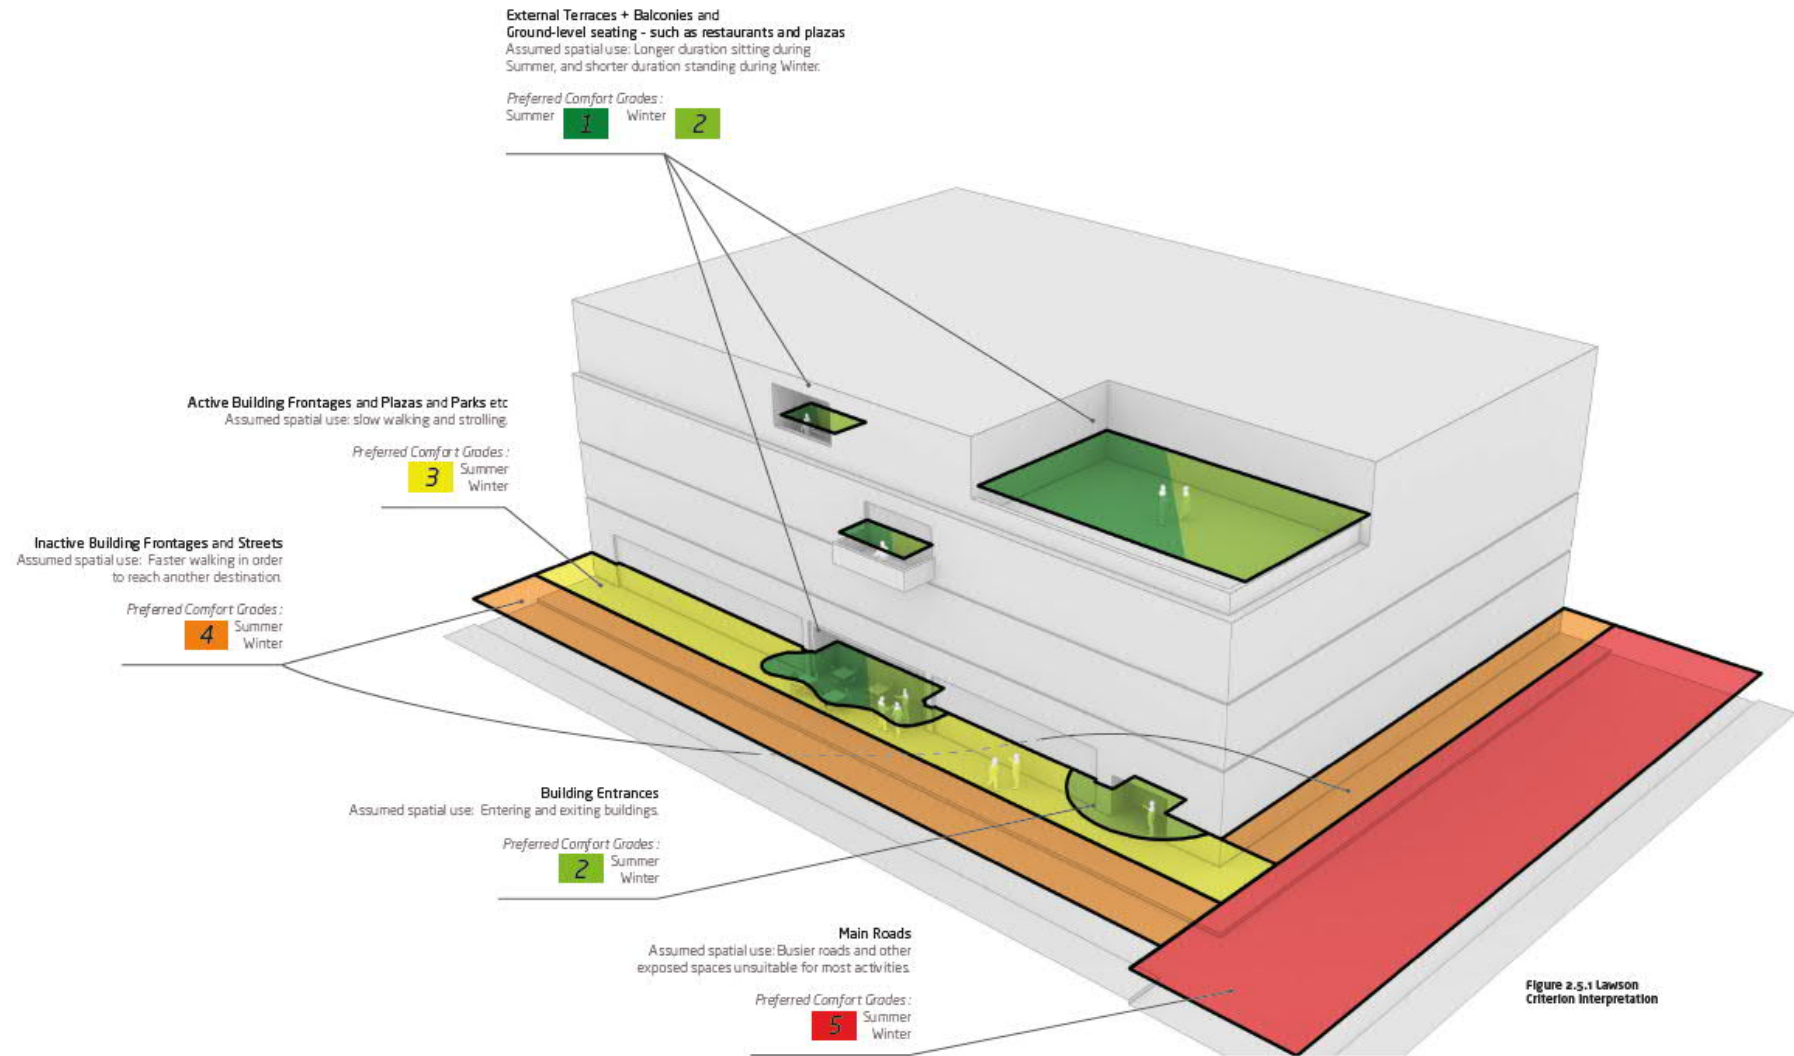 External Terraces + Balconies and
Ground-level seating - such as restaurants and plazas
Assumed spatial use: Longer duration sitting during
Summer, and shorter duration standing during Winter.
Preferred Comfort Grades :
Summer 1 Winter 2
Active Building Frontages and Plazas and Parks etc
Assumed spatial use: slow walking and strolling.
Preferred Comfort Grades :
3 Summer
Winter
Inactive Building Frontages and Streets
Assumed spatial use: Faster walking in order
to reach another destination.
Preferred Comfort Grades :
4 Summer
Winter
Building Entrances
Assumed spatial use: Entering and exiting buildings.
Preferred Comfort Grades :
2 Summer
Winter
Main Roads
Assumed spatial use: Busier roads and other
exposed spaces unsuitable for most activities.
Preferred Comfort Grades :
5 Summer
Winter
Figure 2.5.1 Lawson
Criterion Interpretation